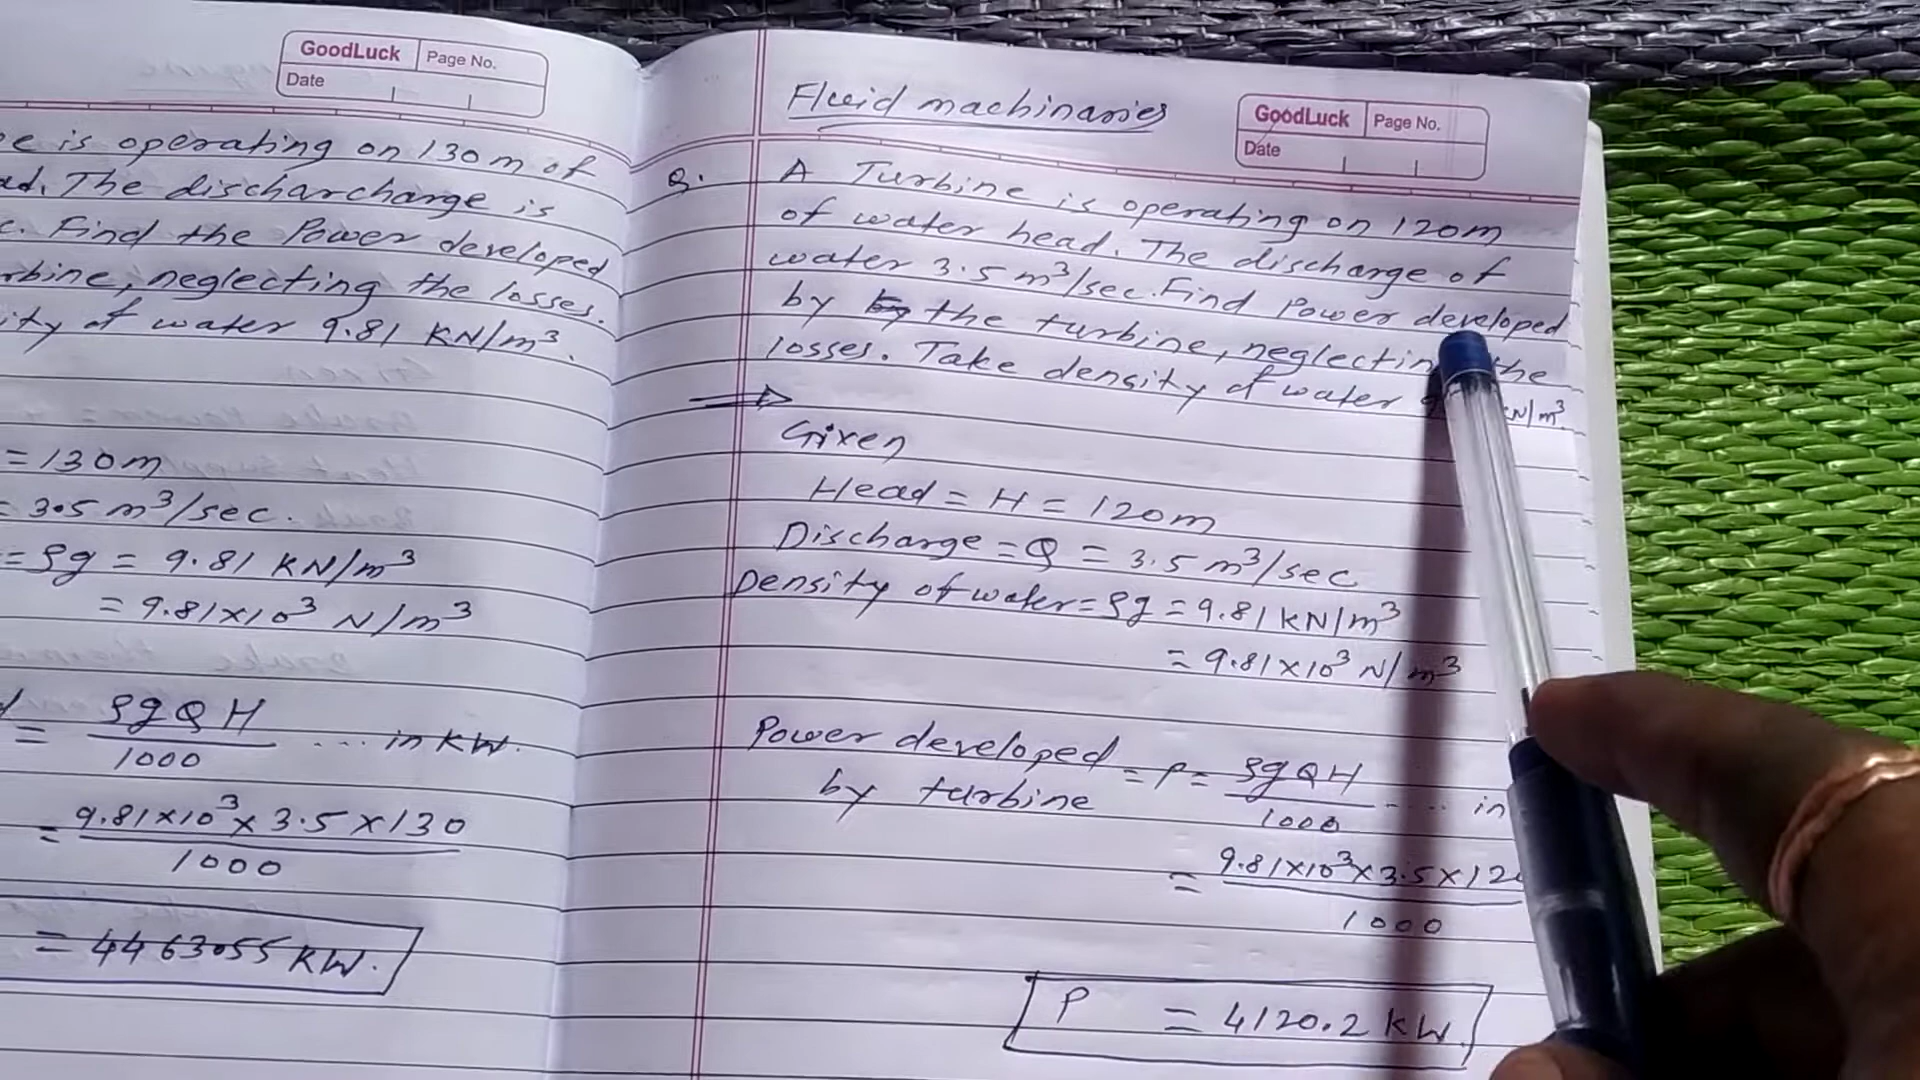 GoodLuck
Page No.
Date
is operating on 130 m of
The discharcharge is
Find the Power developed
neglecting the losses.
of water 9.81 KN/m³.
= 130m
= 3.5 m³/sec.
= ρg = 9.81 KN/m³
= 9.81×10³ N/m³
= ρgQH
1000
... in KW.
= 9.81×10³×3.5×130
1000
= 4463055 KW.
Fluid machinaries
GoodLuck
Page No.
Date
Q. A Turbine is operating on 120m
of water head. The discharge of
water 3.5 m³/sec. Find Power developed
by by the turbine, neglecting the
losses. Take density of water KN/m³.
Given
Head = H = 120m
Discharge = Q = 3.5 m³/sec
Density of water = ρg = 9.81 KN/m³
= 9.81×10³ N/m³
Power developed
by turbine
= P = ρgQH
1000
.... in
= 9.81×10³×3.5×12
1000
P = 4120.2 KW.